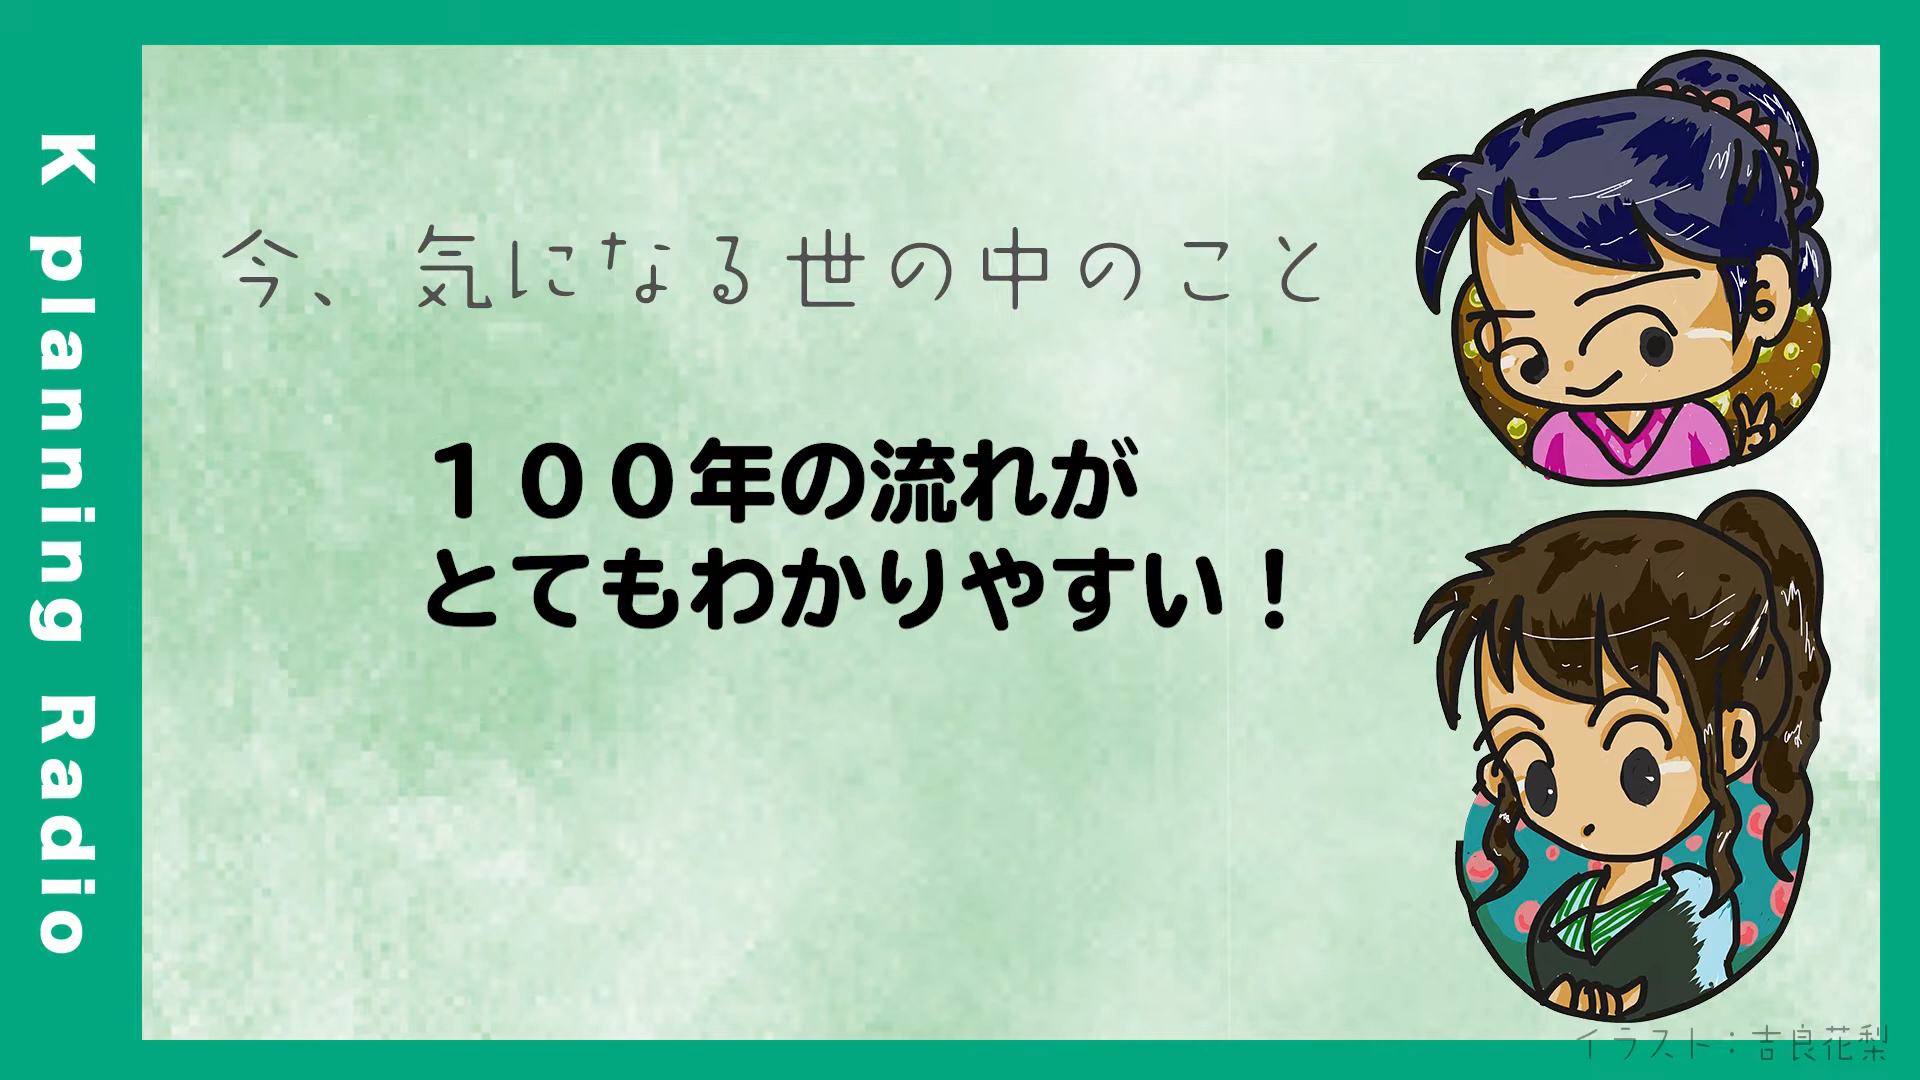 K planning Radio
今、気になる世の中のこと
１００年の流れが
とてもわかりやすい！
イラスト：吉良花梨